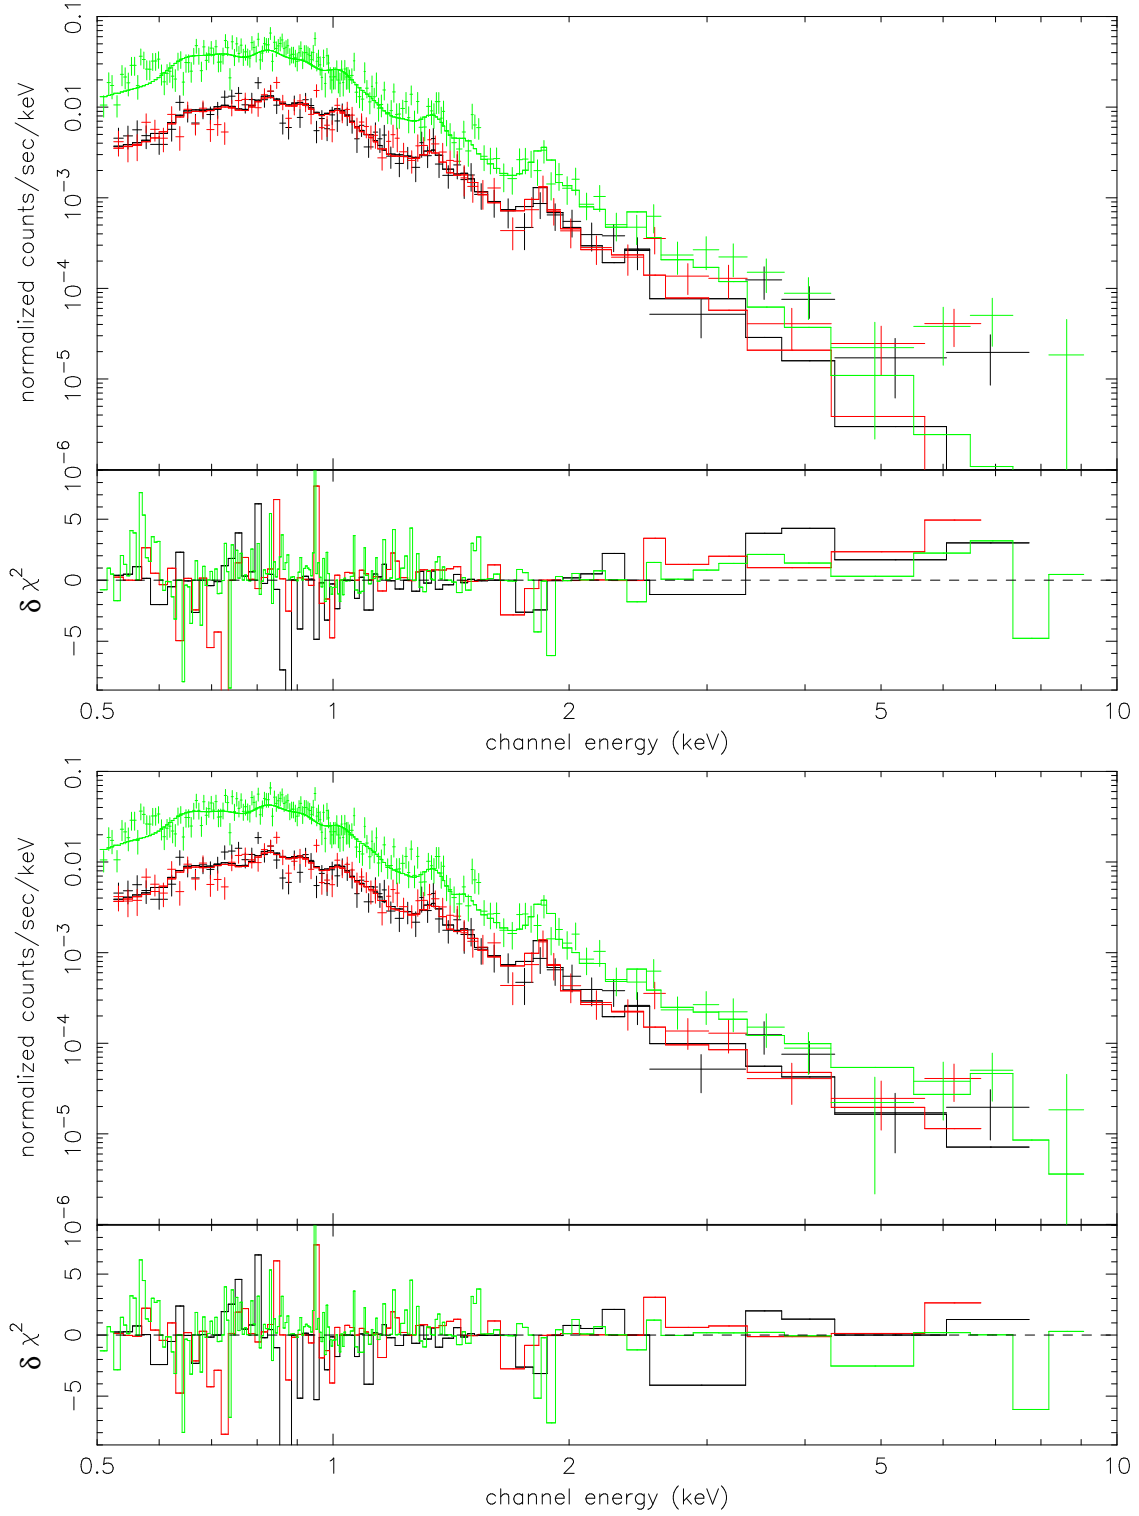 0.1
0.01
10⁻³
10⁻⁴
10⁻⁵
10⁻⁶
normalized counts/sec/keV
10
5
0
−5
δ χ²
0.5 1 2 5 10
channel energy (keV)
0.1
0.01
10⁻³
10⁻⁴
10⁻⁵
10⁻⁶
normalized counts/sec/keV
5
0
−5
δ χ²
0.5 1 2 5 10
channel energy (keV)